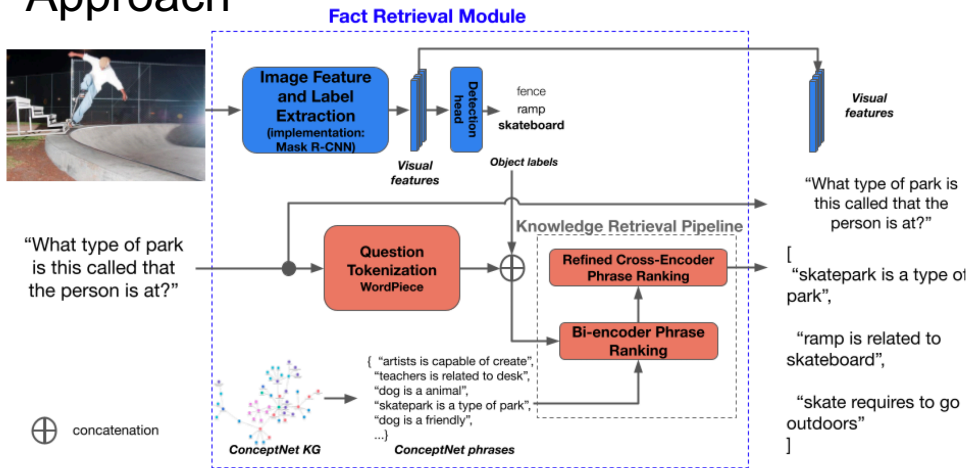 Approach
Fact Retrieval Module
Image Feature
and Label
Extraction
(implementation:
Mask R-CNN)
Visual
features
Detection
head
fence
ramp
skateboard
Object labels
Visual
features
"What type of park
is this called that
the person is at?"
Question
Tokenization
WordPiece
Knowledge Retrieval Pipeline
Refined Cross-Encoder
Phrase Ranking
Bi-encoder Phrase
Ranking
"What type of park is
this called that the
person is at?"
[
"skatepark is a type of
park",
"ramp is related to
skateboard",
"skate requires to go
outdoors"
]
{ "artists is capable of create",
"teachers is related to desk",
"dog is a animal",
"skatepark is a type of park",
"dog is a friendly",
...}
ConceptNet KG
ConceptNet phrases
concatenation